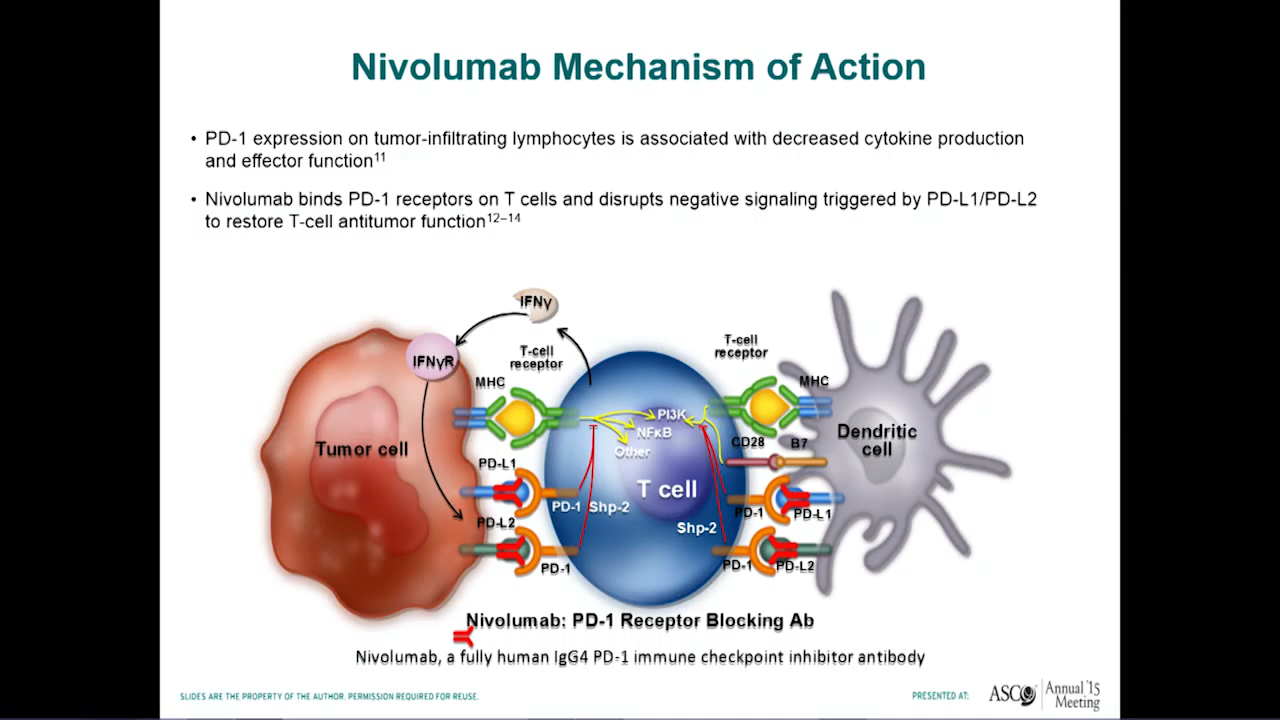 Nivolumab Mechanism of Action
• PD-1 expression on tumor-infiltrating lymphocytes is associated with decreased cytokine production
and effector function11
• Nivolumab binds PD-1 receptors on T cells and disrupts negative signaling triggered by PD-L1/PD-L2
to restore T-cell antitumor function12–14
IFNγ
IFNγR
T-cell
receptor
T-cell
receptor
MHC
MHC
PI3K
NFκB
Other
CD28
B7
Tumor cell
Dendritic
cell
PD-L1
T cell
PD-1
Shp-2
PD-1
PD-L1
PD-L2
Shp-2
PD-1
PD-1
PD-L2
Nivolumab: PD-1 Receptor Blocking Ab
Nivolumab, a fully human IgG4 PD-1 immune checkpoint inhibitor antibody
SLIDES ARE THE PROPERTY OF THE AUTHOR. PERMISSION REQUIRED FOR REUSE.
PRESENTED AT:
ASCO
Annual '15
Meeting